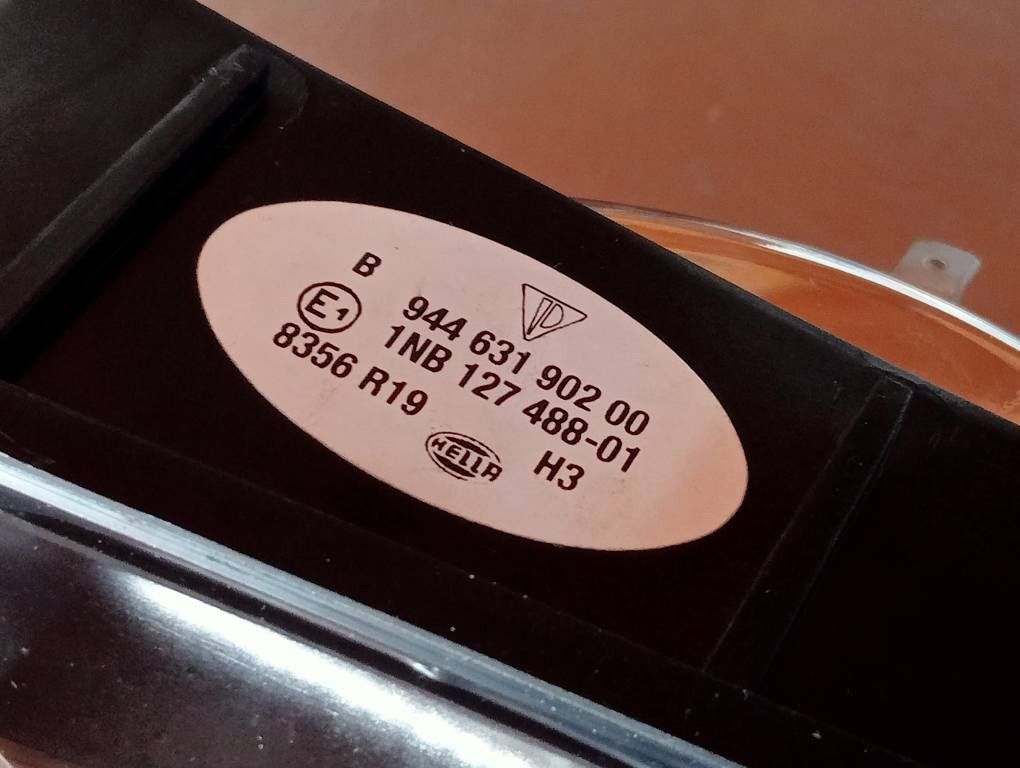 B
E1
944 631 902 00
1NB 127 488-01
8356 R19
H3
HELLA